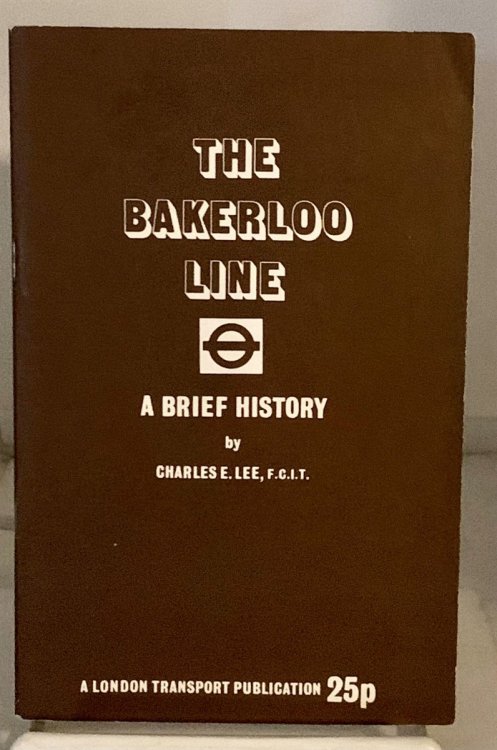 THE
BAKERLOO
LINE
A BRIEF HISTORY
by
CHARLES E. LEE, F.C.I.T.
A LONDON TRANSPORT PUBLICATION 25p